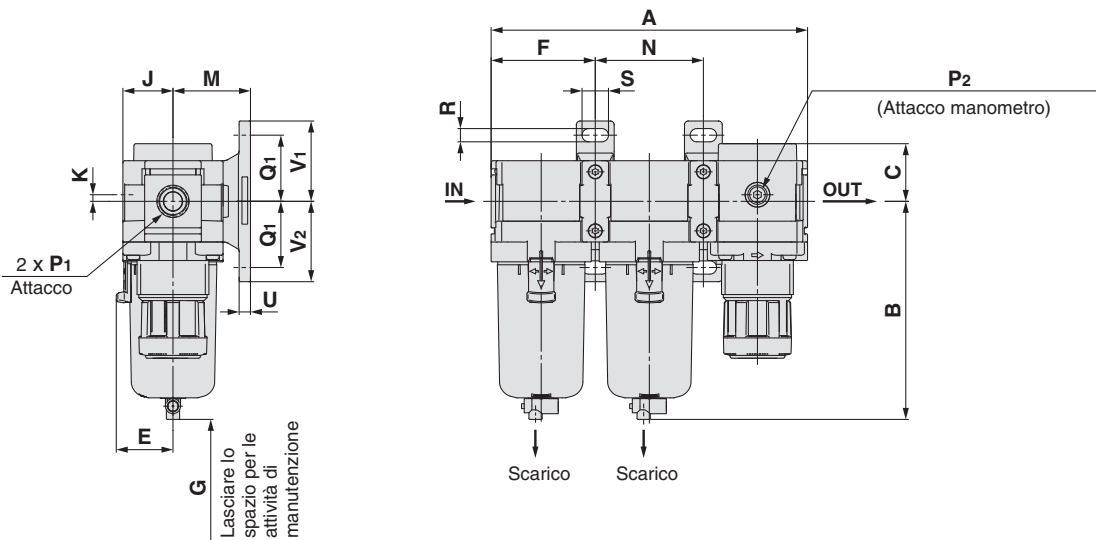 A
F
N
S
P2
(Attacco manometro)
R
J
M
V1
Q1
K
C
IN
OUT
Q1
V2
2 x P1
Attacco
U
B
E
G
Lasciare lo
spazio per le
attività di
manutenzione
Scarico
Scarico